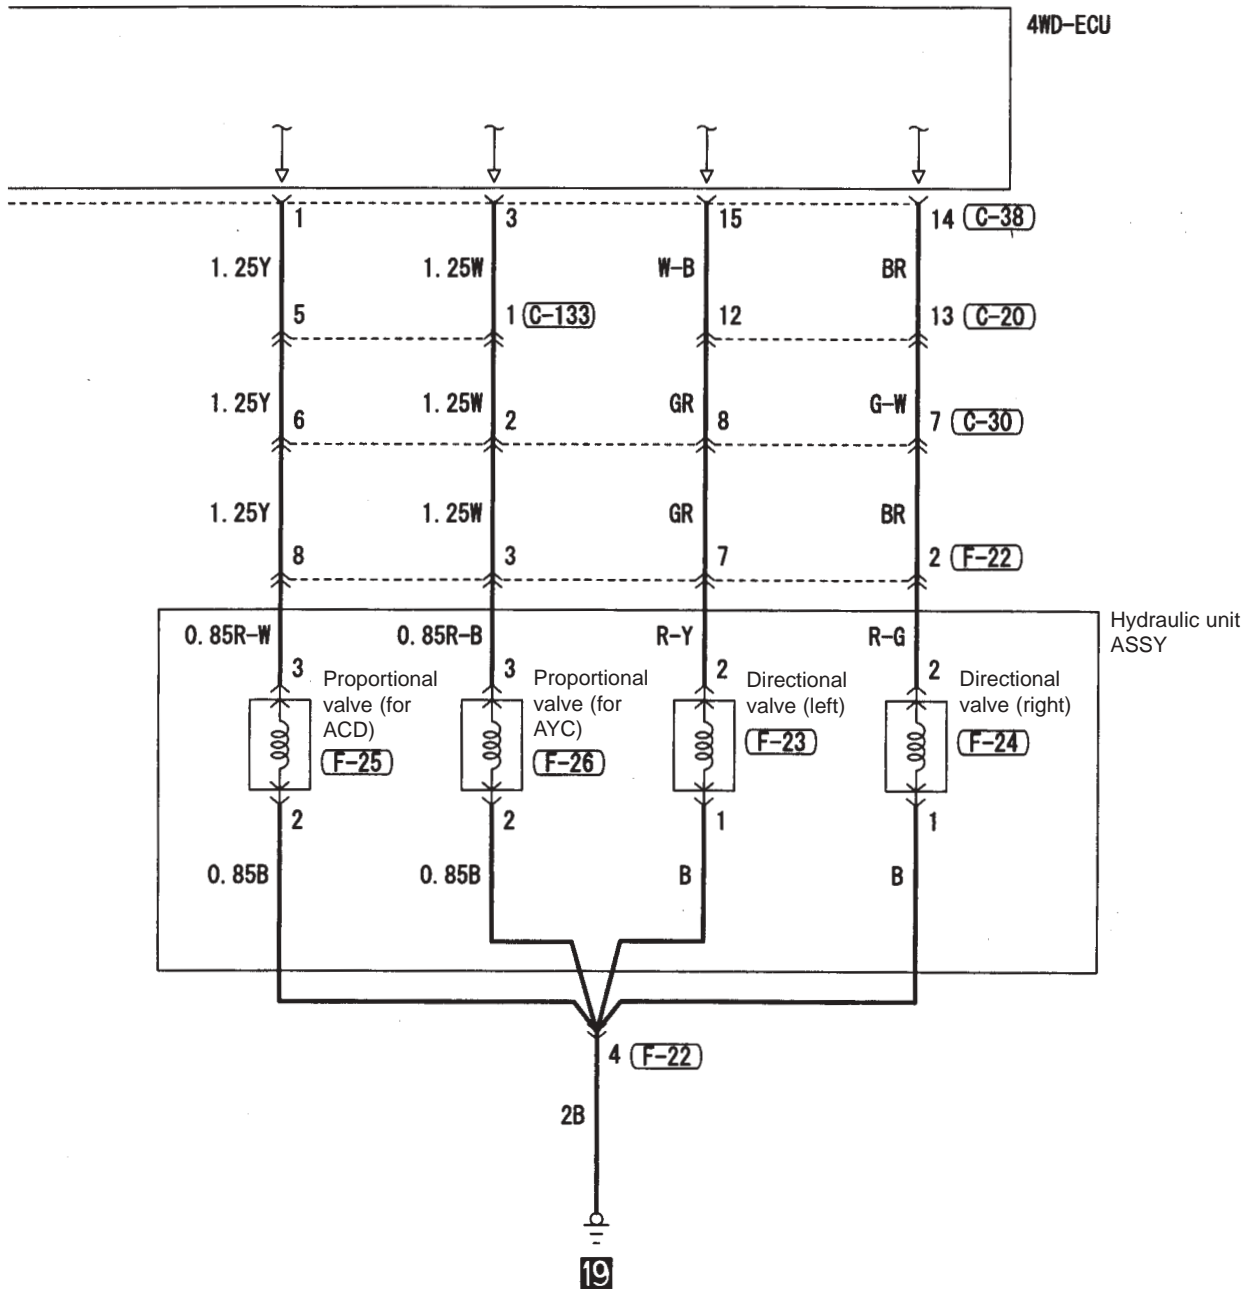 4WD-ECU
1 3 15 14 C-38
1. 25Y 1. 25W W-B BR
5 1 C-133 12 13 C-20
1. 25Y 1. 25W GR G-W
6 2 8 7 C-30
1. 25Y 1. 25W GR BR
8 3 7 2 F-22
Hydraulic unit
ASSY
0. 85R-W 0. 85R-B R-Y R-G
3 3 2 2
Proportional
valve (for
ACD)
F-25
Proportional
valve (for
AYC)
F-26
Directional
valve (left)
F-23
Directional
valve (right)
F-24
2 2 1 1
0. 85B 0. 85B B B
4 F-22
2B
19